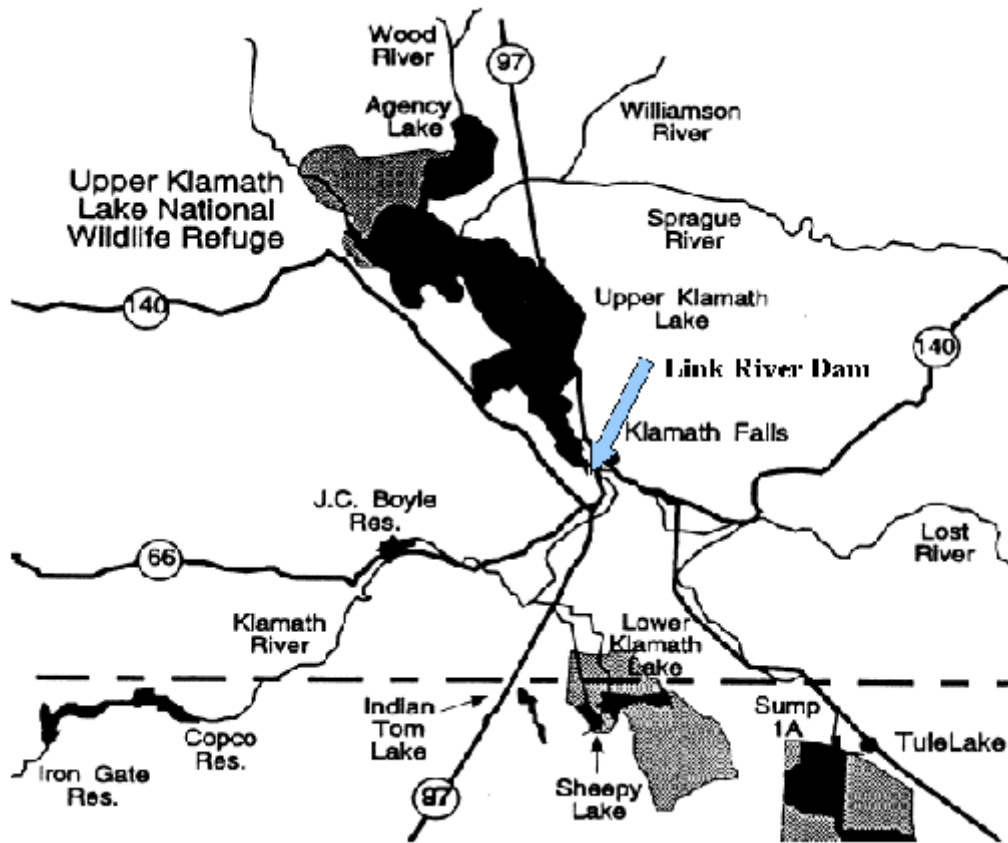 Wood
River
97
Agency
Lake
Williamson
River
Upper Klamath
Lake National
Wildlife Refuge
Sprague
River
140
Upper Klamath
Lake
140
Link River Dam
Klamath Falls
J.C. Boyle
Res.
Lost
River
66
Klamath
River
Lower
Klamath
Lake
Indian
Tom
Lake
Sump
1A
Copco
Res.
TuleLake
Iron Gate
Res.
Sheepy
Lake
97